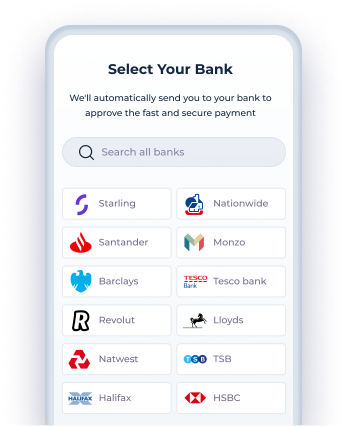 Select Your Bank
We'll automatically send you to your bank to
approve the fast and secure payment
Search all banks
Starling
Nationwide
Santander
Monzo
Barclays
TESCO
Bank
Tesco bank
R
Revolut
Lloyds
Natwest
TSB
TSB
HALIFAX
Halifax
HSBC